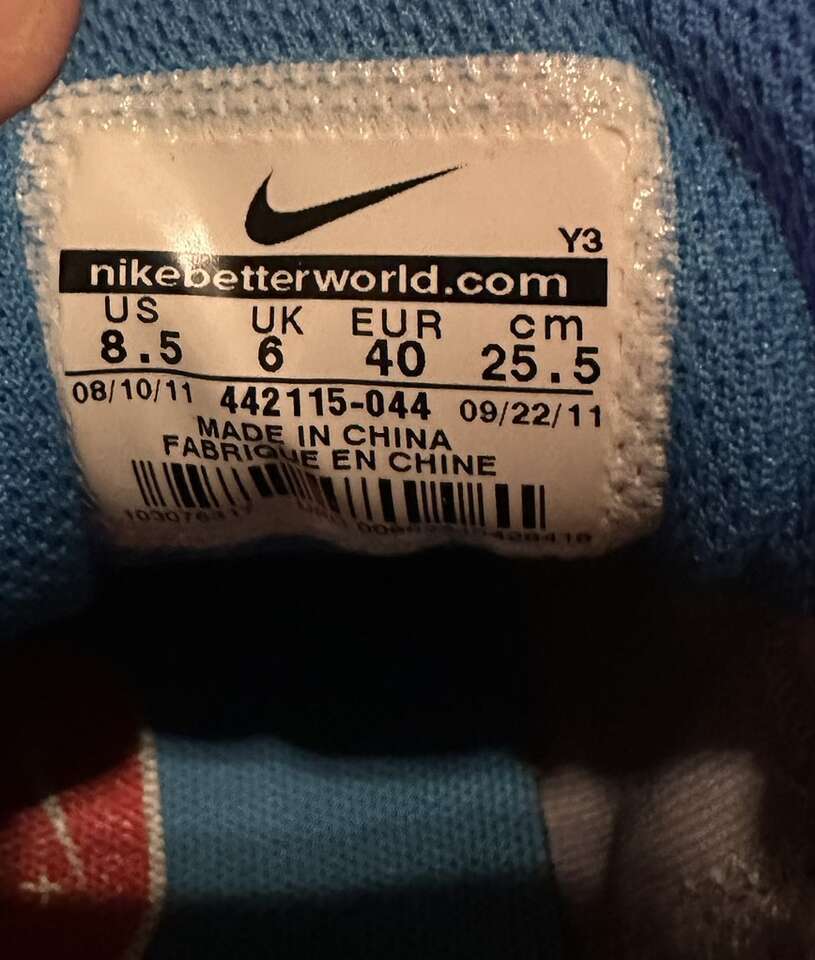 Y3
nikebetterworld.com
US UK EUR cm
8.5 6 40 25.5
08/10/11 442115-044 09/22/11
MADE IN CHINA
FABRIQUE EN CHINE